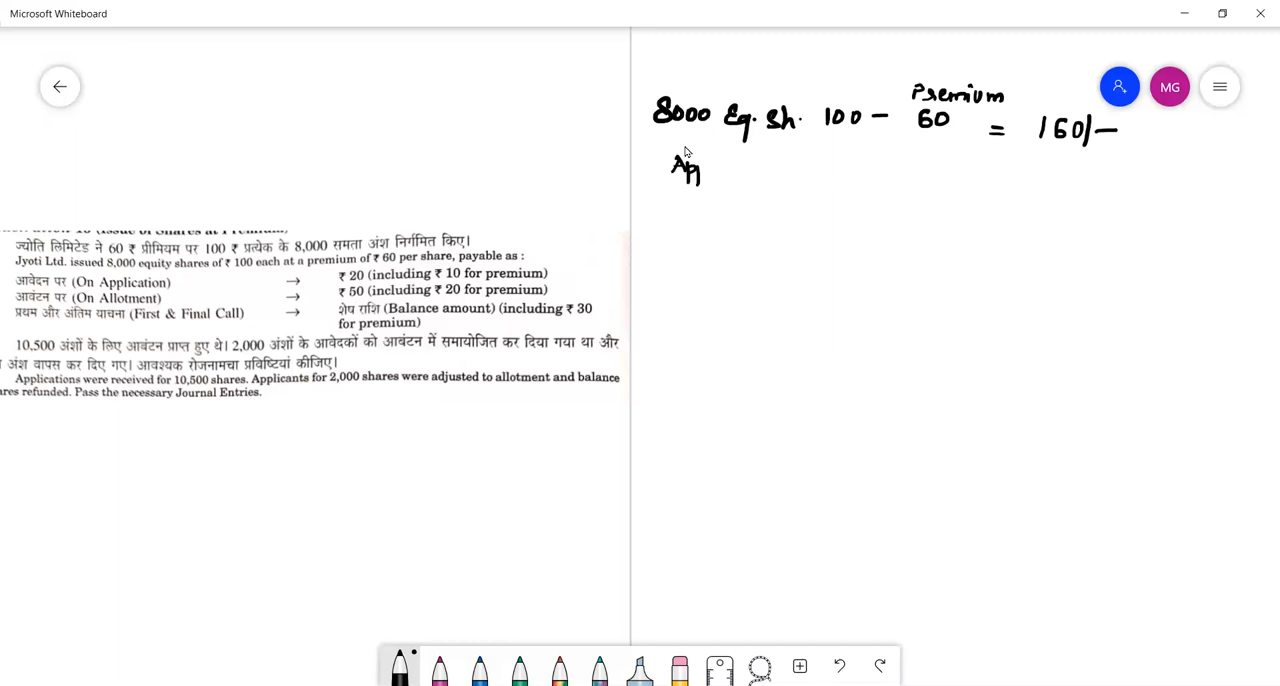 Microsoft Whiteboard
MG
8000 Eq. Sh. 100 - Premium 60 = 160/-
App
ज्योति लिमिटेड ने 60 ₹ प्रीमियम पर 100 ₹ प्रत्येक के 8,000 समता अंश निर्गमित किए।
Jyoti Ltd. issued 8,000 equity shares of ₹ 100 each at a premium of ₹ 60 per share, payable as :
आवेदन पर (On Application) → ₹ 20 (including ₹ 10 for premium)
आवंटन पर (On Allotment) → ₹ 50 (including ₹ 20 for premium)
प्रथम और अंतिम याचना (First & Final Call) → शेष राशि (Balance amount) (including ₹ 30
for premium)
10,500 अंशों के लिए आबंटन प्राप्त हुए थे। 2,000 अंशों के आवेदकों को आबंटन में समायोजित कर दिया गया था और
अंश वापस कर दिए गए। आवश्यक रोजनामचा प्रविष्टियां कीजिए।
Applications were received for 10,500 shares. Applicants for 2,000 shares were adjusted to allotment and balance
ares refunded. Pass the necessary Journal Entries.